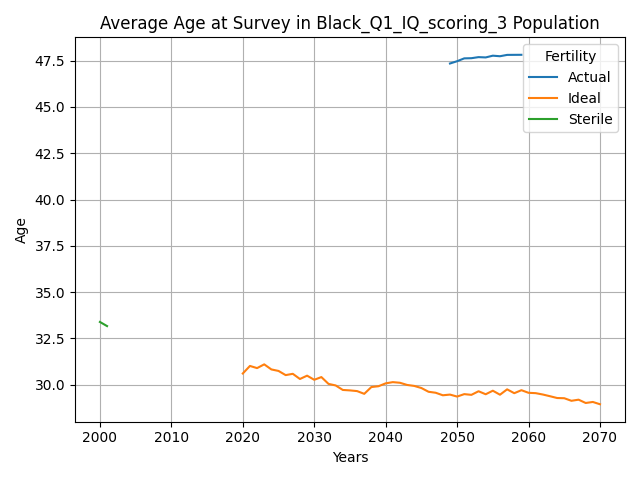 Average Age at Survey in Black_Q1_IQ_scoring_3 Population
Fertility
Actual
Ideal
Sterile
47.5
45.0
42.5
40.0
37.5
35.0
32.5
30.0
Age
2000 2010 2020 2030 2040 2050 2060 2070
Years